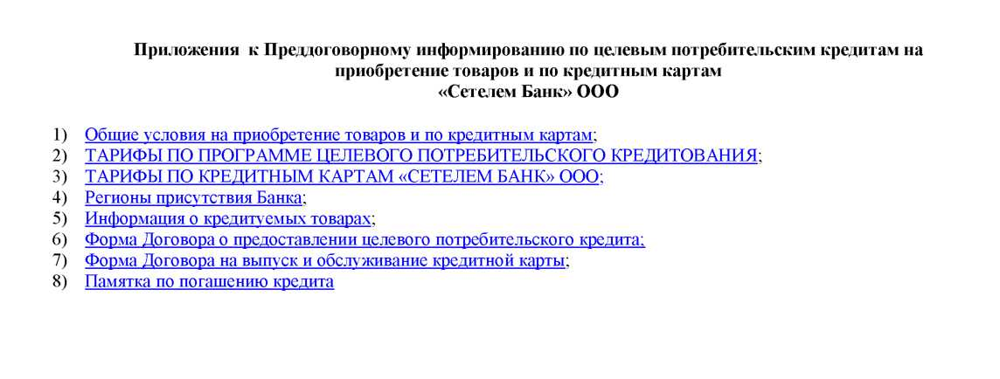 Приложения к Преддоговорному информированию по целевым потребительским кредитам на
приобретение товаров и по кредитным картам
«Сетелем Банк» ООО
1) Общие условия на приобретение товаров и по кредитным картам;
2) ТАРИФЫ ПО ПРОГРАММЕ ЦЕЛЕВОГО ПОТРЕБИТЕЛЬСКОГО КРЕДИТОВАНИЯ;
3) ТАРИФЫ ПО КРЕДИТНЫМ КАРТАМ «СЕТЕЛЕМ БАНК» ООО;
4) Регионы присутствия Банка;
5) Информация о кредитуемых товарах;
6) Форма Договора о предоставлении целевого потребительского кредита;
7) Форма Договора на выпуск и обслуживание кредитной карты;
8) Памятка по погашению кредита